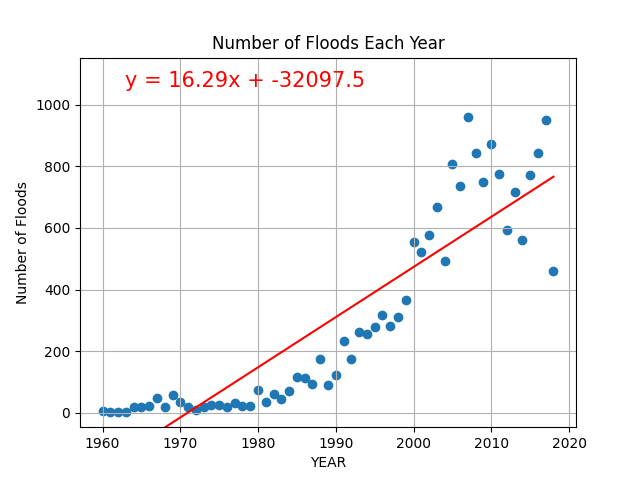 Number of Floods Each Year
y = 16.29x + -32097.5
1000
800
600
400
200
0
Number of Floods
1960 1970 1980 1990 2000 2010 2020
YEAR